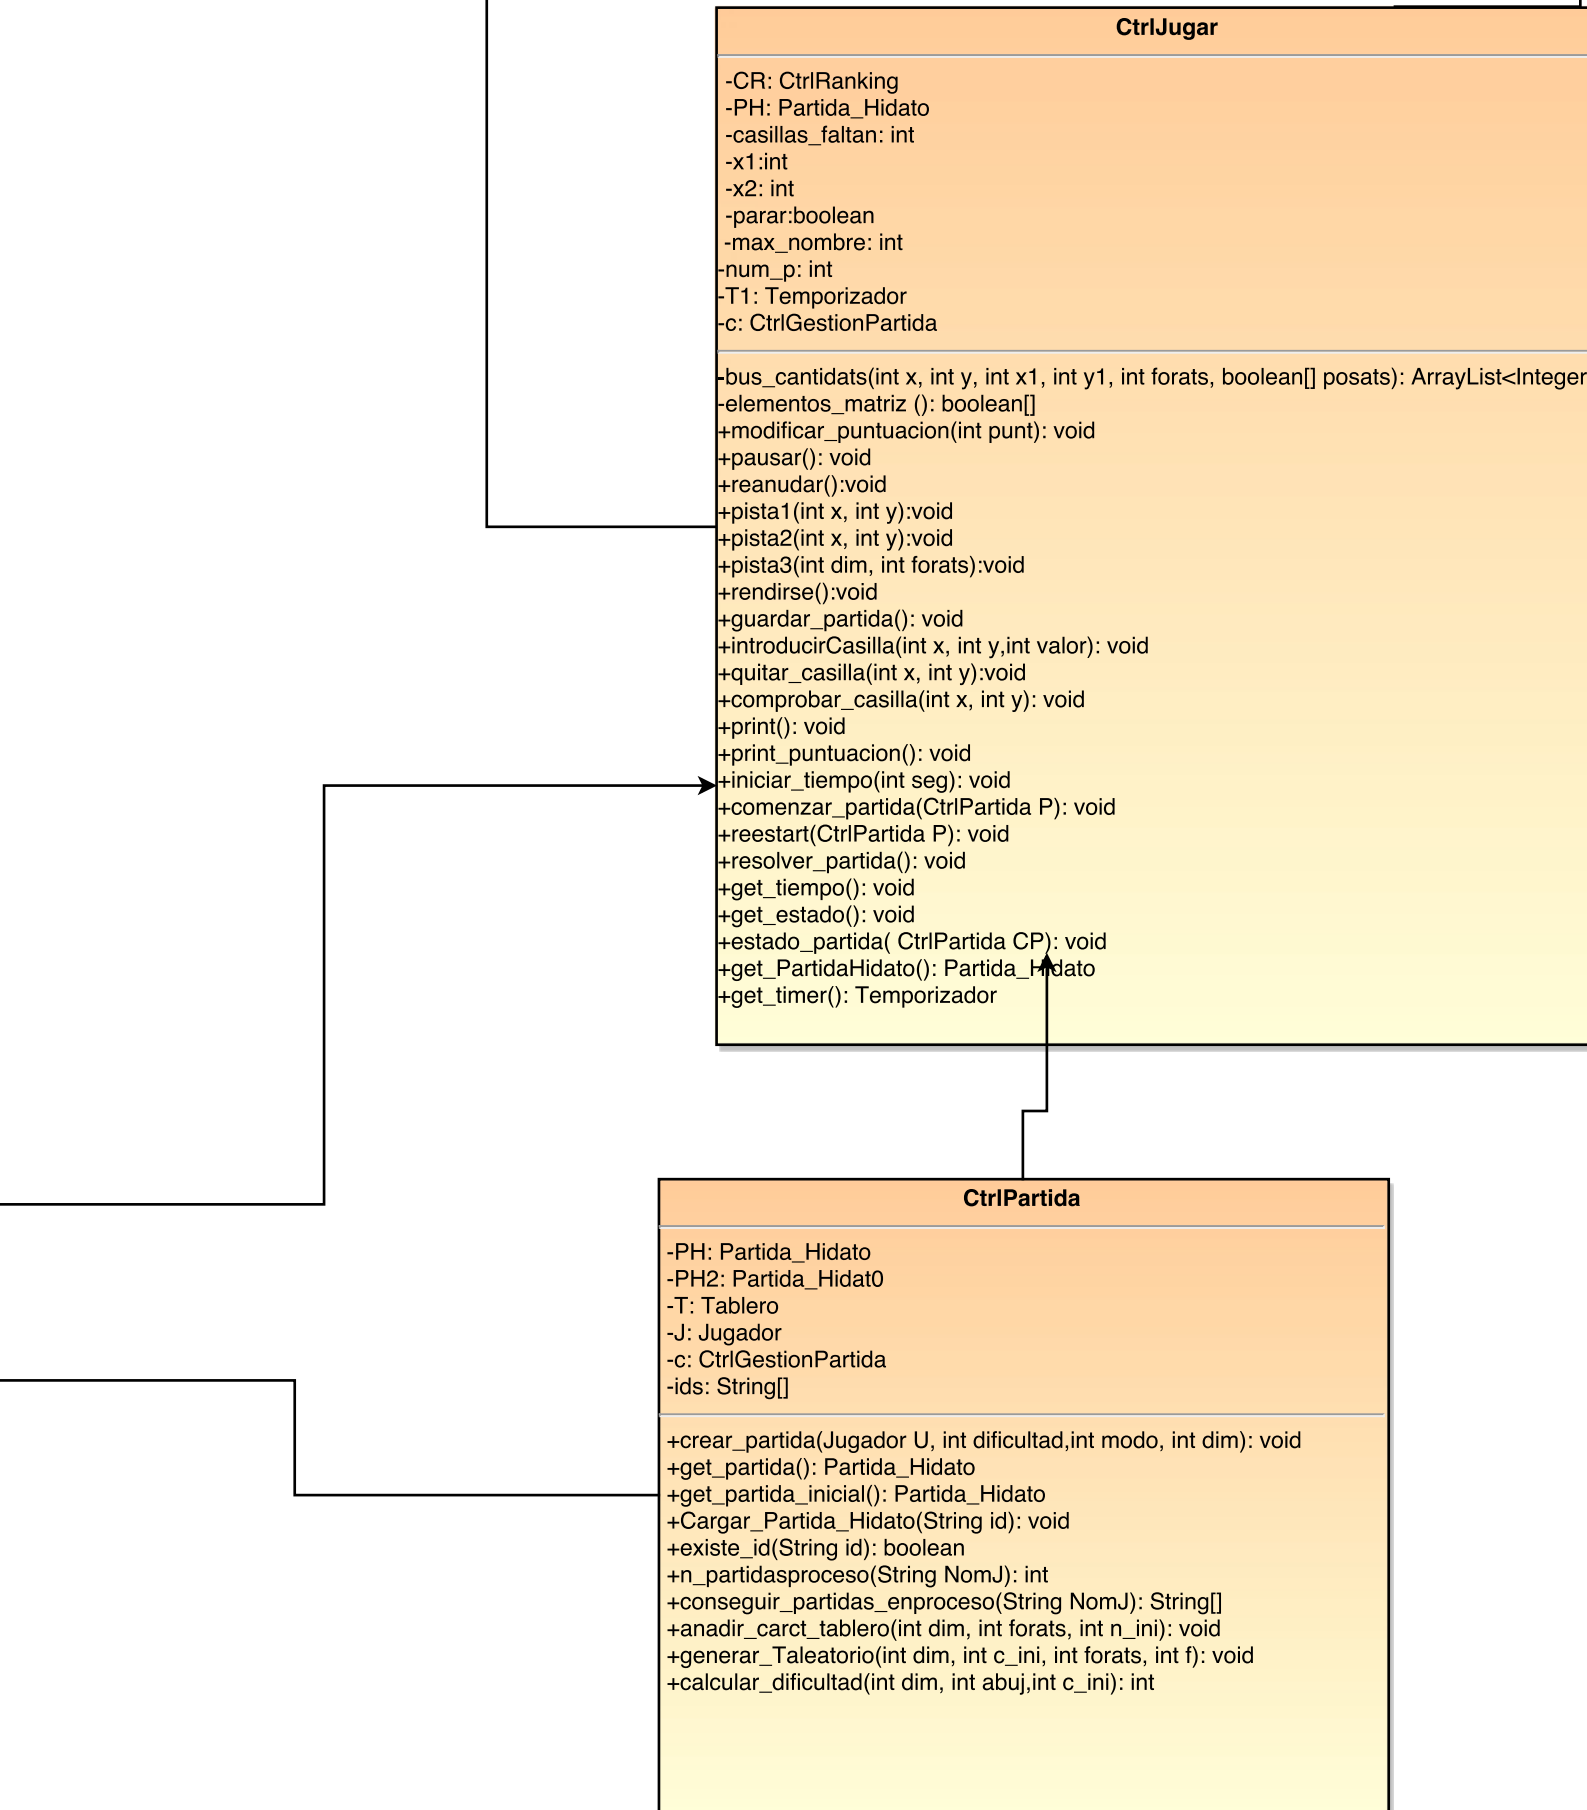 CtrlJugar
-CR: CtrlRanking
-PH: Partida_Hidato
-casillas_faltan: int
-x1:int
-x2: int
-parar:boolean
-max_nombre: int
-num_p: int
-T1: Temporizador
-c: CtrlGestionPartida
-bus_cantidats(int x, int y, int x1, int y1, int forats, boolean[] posats): ArrayList<Integer
-elementos_matriz (): boolean[]
+modificar_puntuacion(int punt): void
+pausar(): void
+reanudar():void
+pista1(int x, int y):void
+pista2(int x, int y):void
+pista3(int dim, int forats):void
+rendirse():void
+guardar_partida(): void
+introducirCasilla(int x, int y,int valor): void
+quitar_casilla(int x, int y):void
+comprobar_casilla(int x, int y): void
+print(): void
+print_puntuacion(): void
+iniciar_tiempo(int seg): void
+comenzar_partida(CtrlPartida P): void
+reestart(CtrlPartida P): void
+resolver_partida(): void
+get_tiempo(): void
+get_estado(): void
+estado_partida( CtrlPartida CP): void
+get_PartidaHidato(): Partida_Hidato
+get_timer(): Temporizador
CtrlPartida
-PH: Partida_Hidato
-PH2: Partida_Hidat0
-T: Tablero
-J: Jugador
-c: CtrlGestionPartida
-ids: String[]
+crear_partida(Jugador U, int dificultad,int modo, int dim): void
+get_partida(): Partida_Hidato
+get_partida_inicial(): Partida_Hidato
+Cargar_Partida_Hidato(String id): void
+existe_id(String id): boolean
+n_partidasproceso(String NomJ): int
+conseguir_partidas_enproceso(String NomJ): String[]
+anadir_carct_tablero(int dim, int forats, int n_ini): void
+generar_Taleatorio(int dim, int c_ini, int forats, int f): void
+calcular_dificultad(int dim, int abuj,int c_ini): int